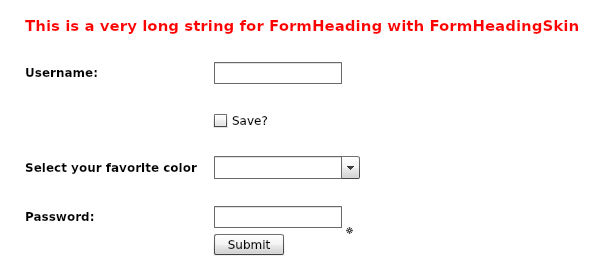 This is a very long string for FormHeading with FormHeadingSkin
Username:
Save?
Select your favorite color
Password:
Submit